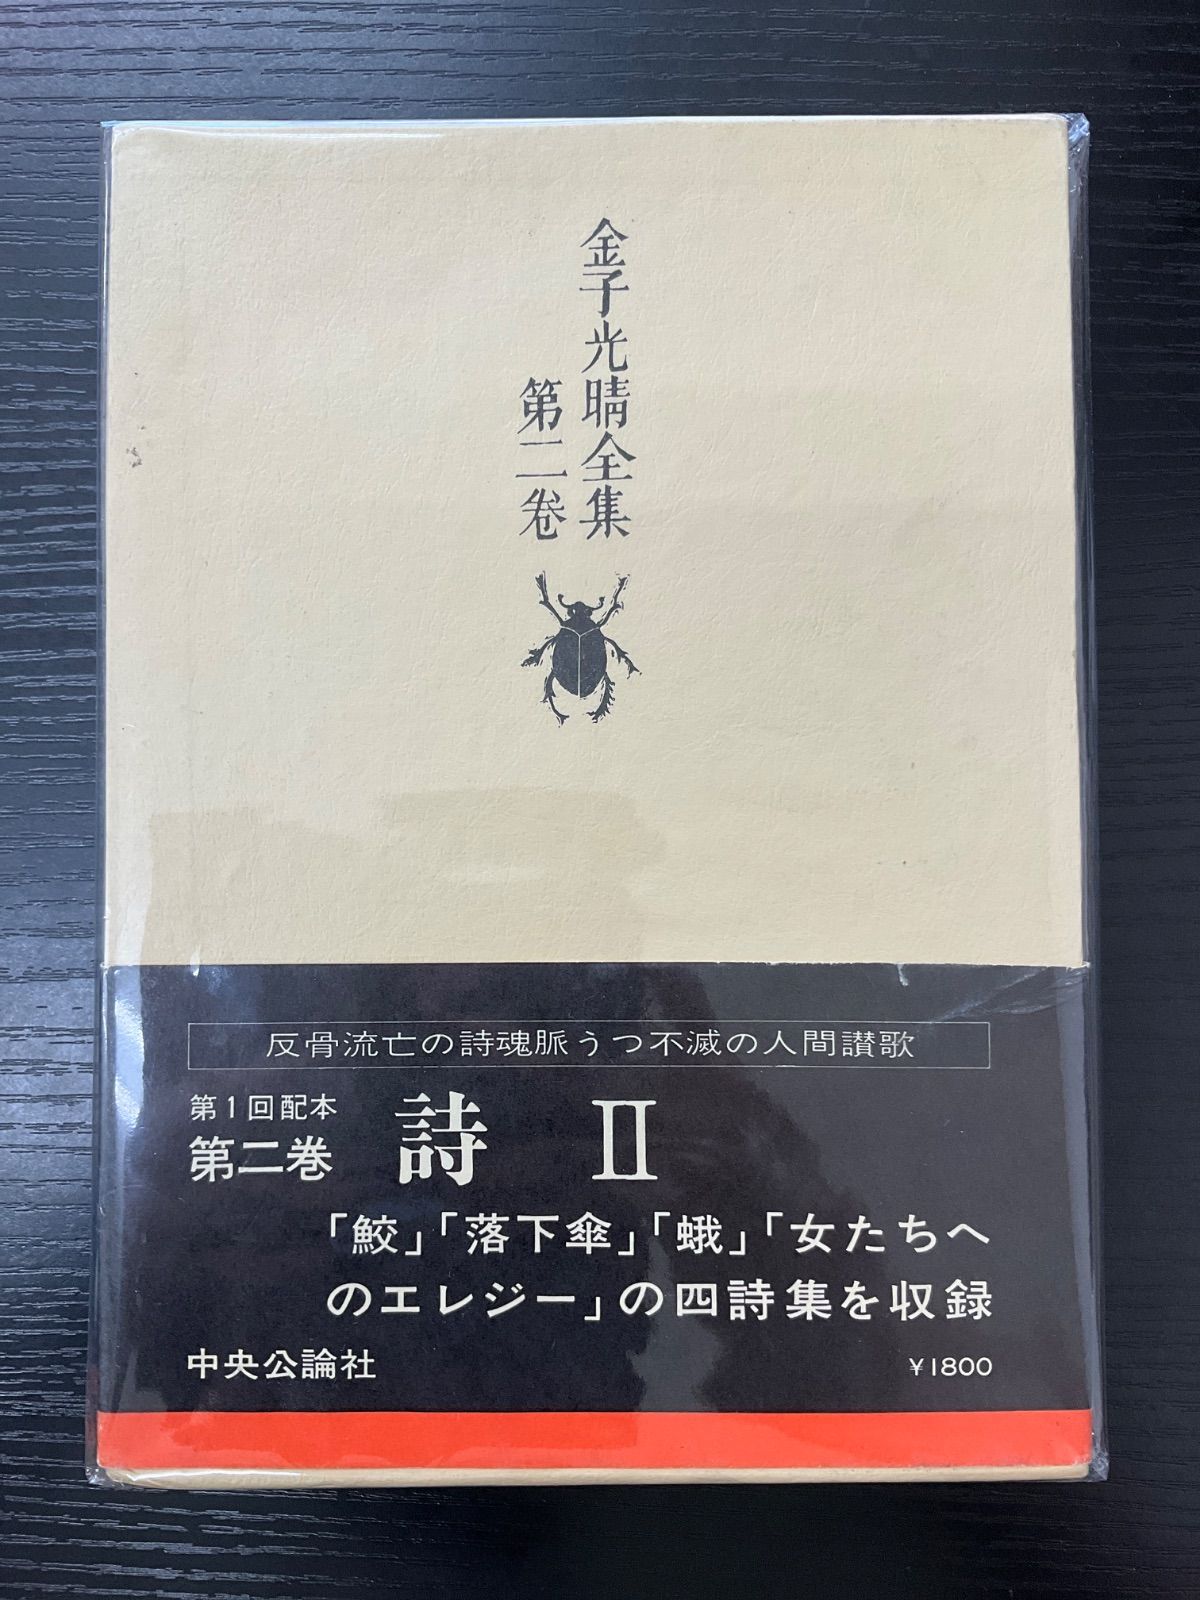 金子光晴全集
第二巻
反骨流亡の詩魂脈うつ不滅の人間讃歌
第1回配本
第二巻 詩 Ⅱ
「鮫」「落下傘」「蛾」「女たちへ
のエレジー」の四詩集を収録
中央公論社 ¥1800